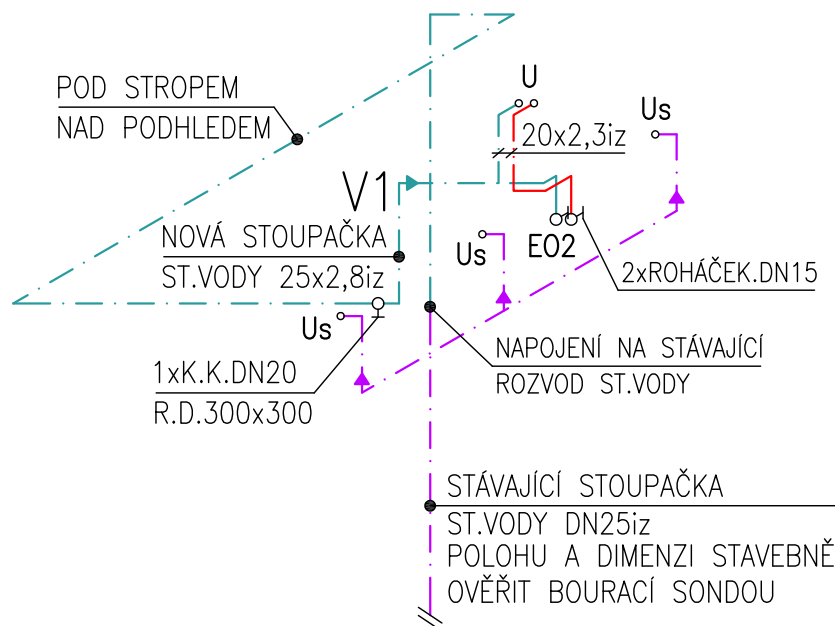 POD STROPEM
NAD PODHLEDEM
U
Us
20x2,3iz
V1
NOVÁ STOUPAČKA
ST.VODY 25x2,8iz
Us
EO2
2xROHÁČEK.DN15
Us
1xK.K.DN20
R.D.300x300
NAPOJENÍ NA STÁVAJÍCÍ
ROZVOD ST.VODY
STÁVAJÍCÍ STOUPAČKA
ST.VODY DN25iz
POLOHU A DIMENZI STAVEBNĚ
OVĚŘIT BOURACÍ SONDOU